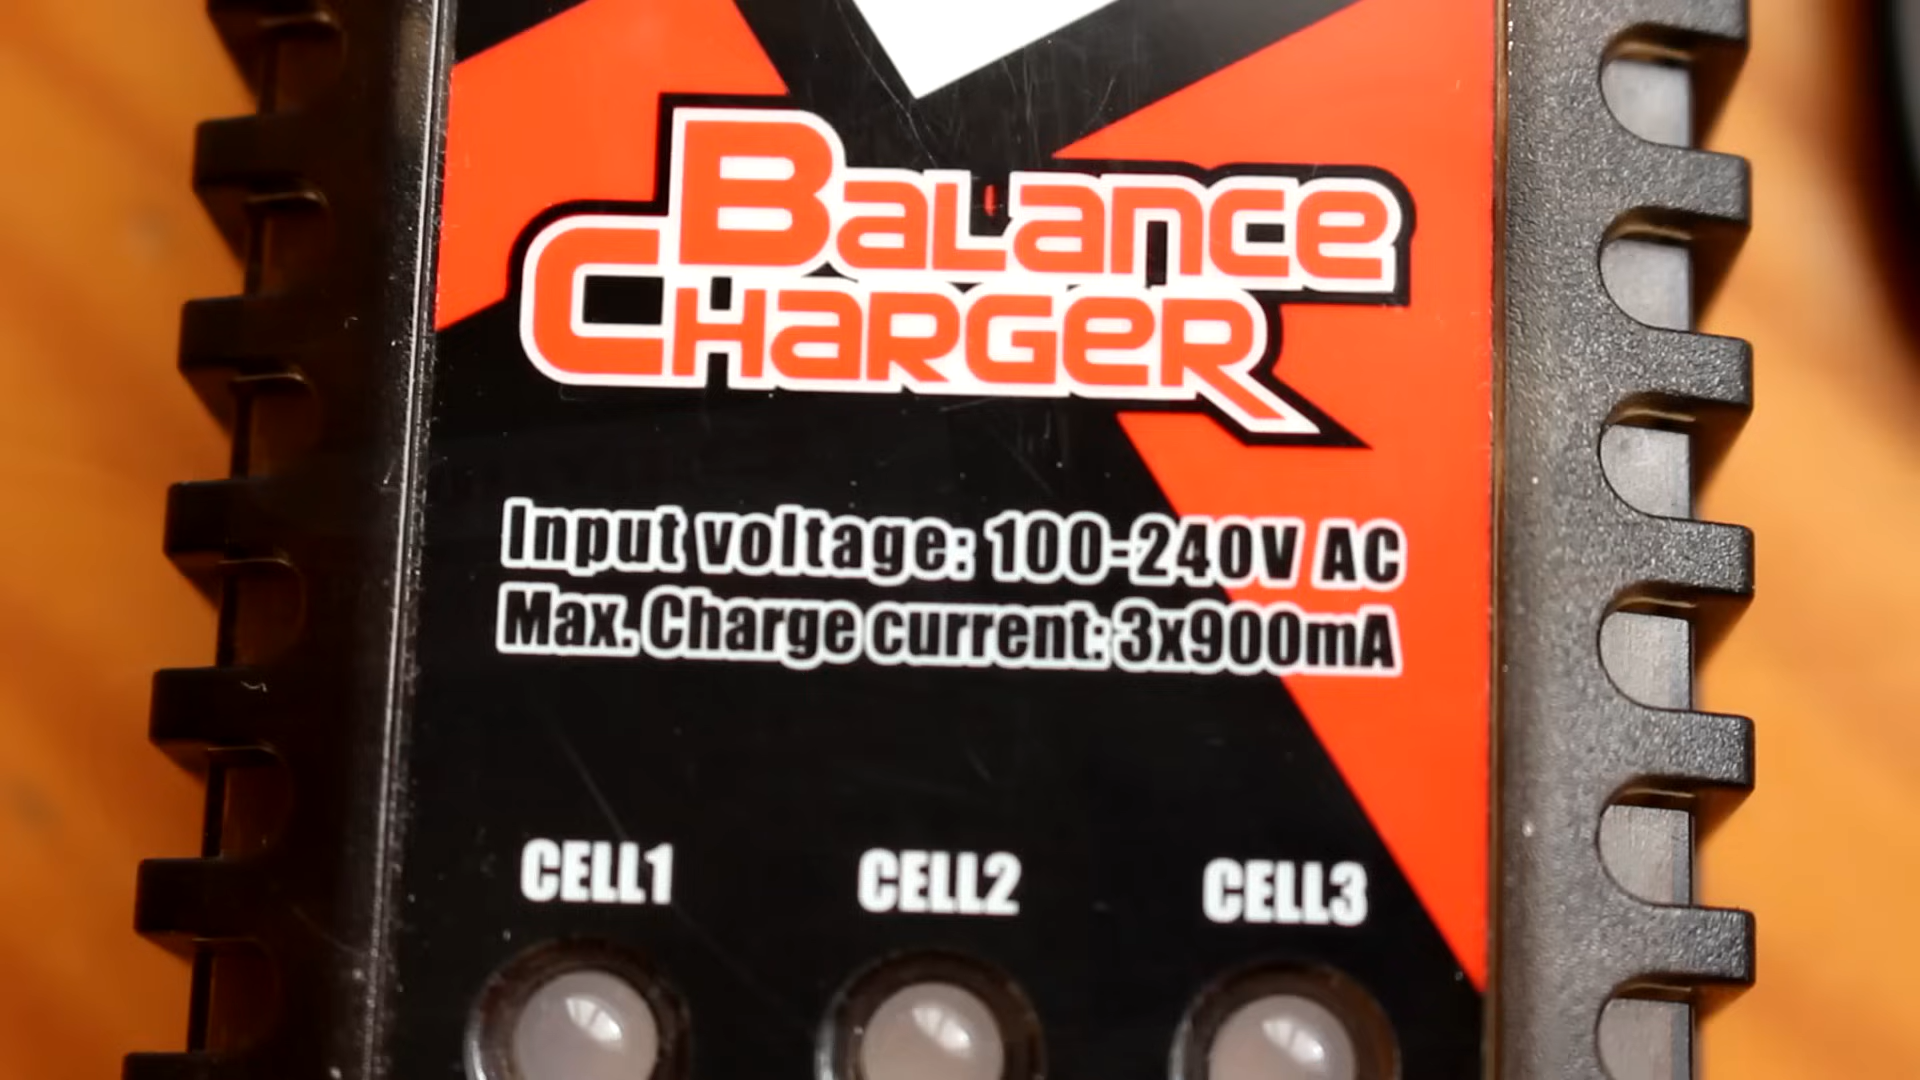 Balance
Charger
Input voltage: 100-240V AC
Max. Charge current: 3x900mA
CELL1 CELL2 CELL3